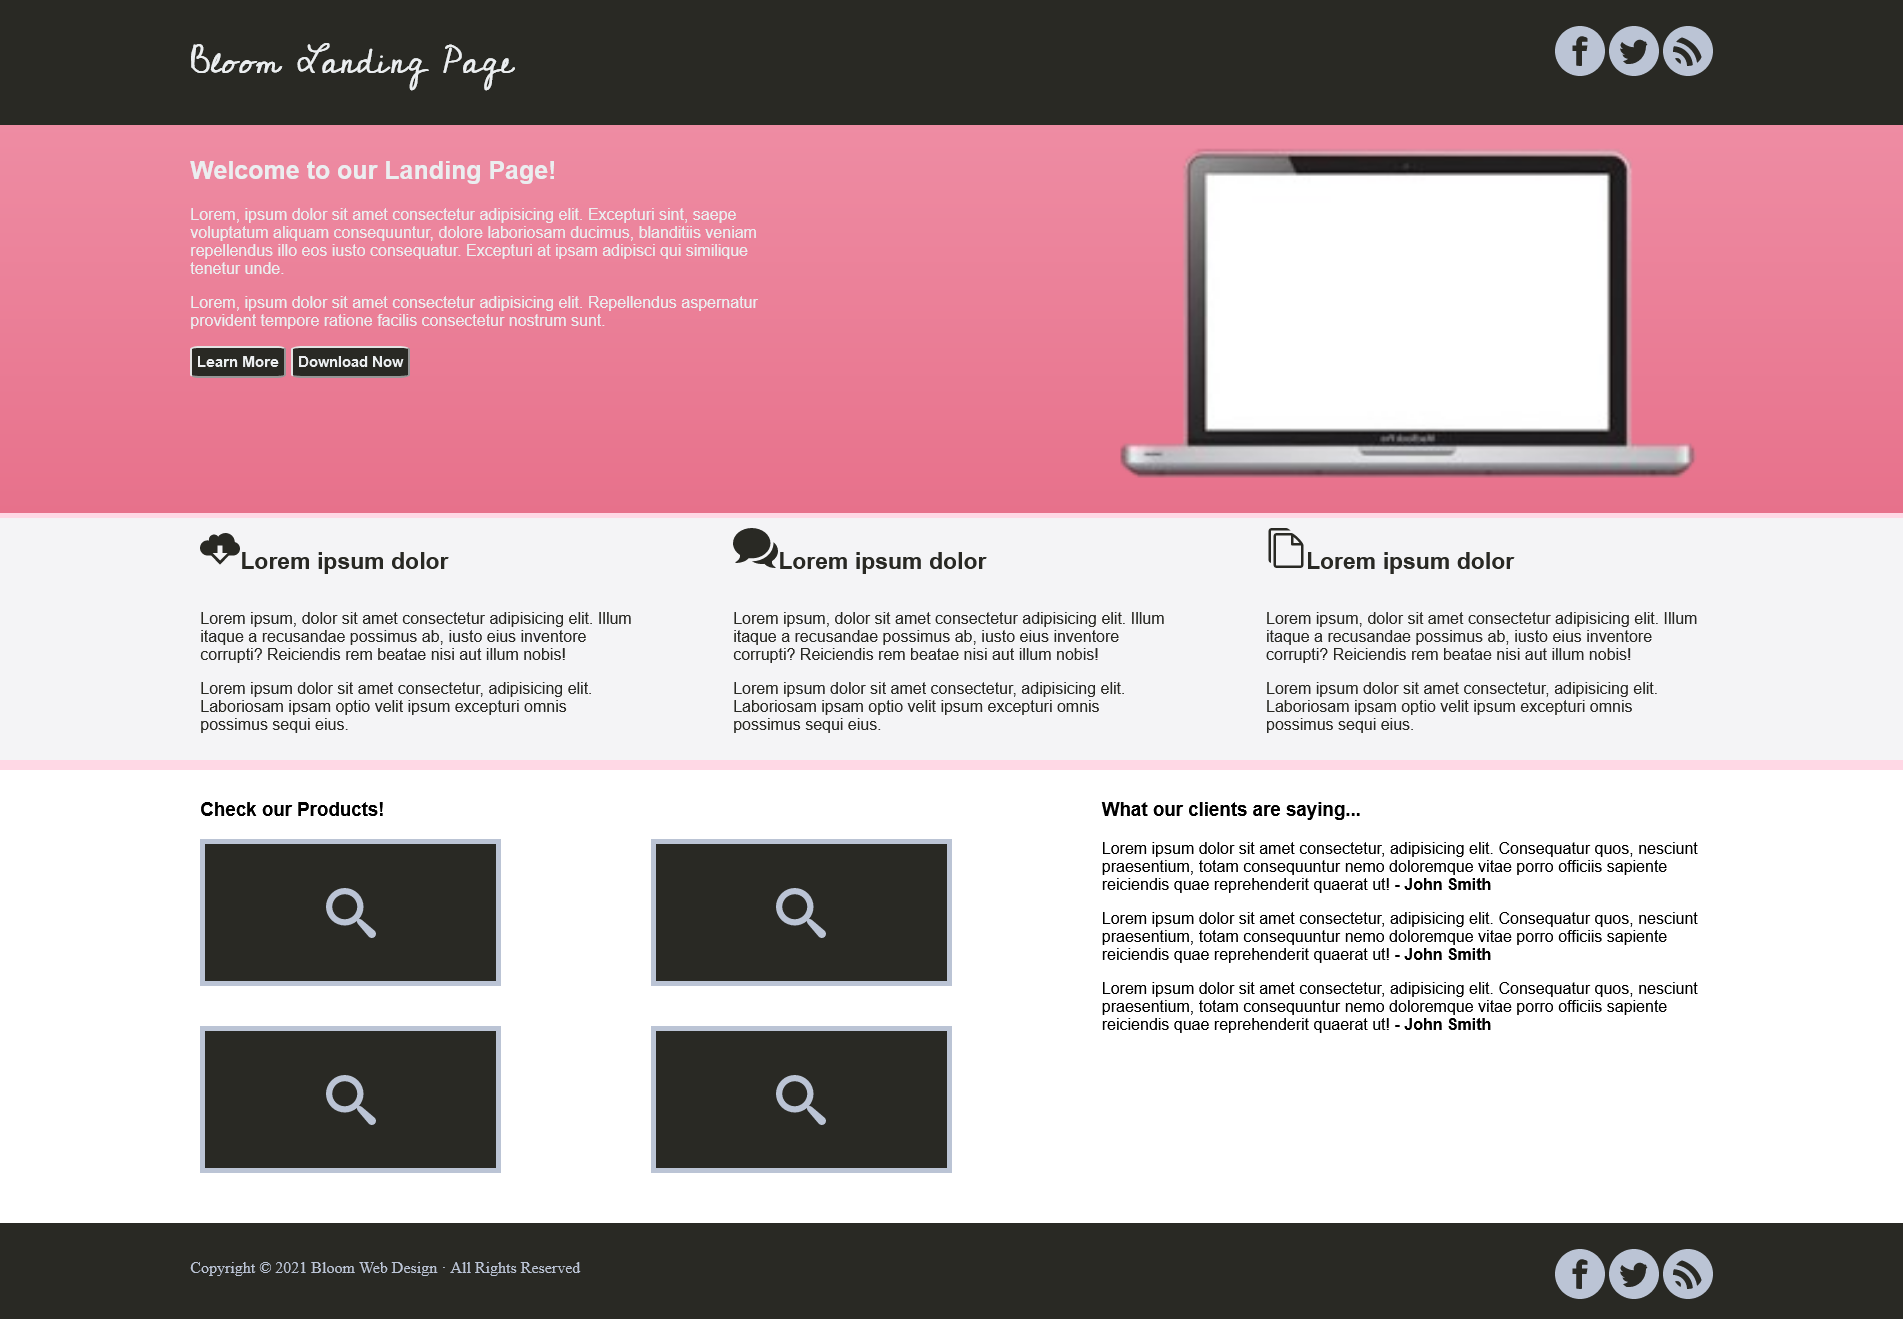 Bloom Landing Page
Welcome to our Landing Page!
Lorem, ipsum dolor sit amet consectetur adipisicing elit. Excepturi sint, saepe
voluptatum aliquam consequuntur, dolore laboriosam ducimus, blanditiis veniam
repellendus illo eos iusto consequatur. Excepturi at ipsam adipisci qui similique
tenetur unde.
Lorem, ipsum dolor sit amet consectetur adipisicing elit. Repellendus aspernatur
provident tempore ratione facilis consectetur nostrum sunt.
Learn More
Download Now
Lorem ipsum dolor
Lorem ipsum, dolor sit amet consectetur adipisicing elit. Illum
itaque a recusandae possimus ab, iusto eius inventore
corrupti? Reiciendis rem beatae nisi aut illum nobis!
Lorem ipsum dolor sit amet consectetur, adipisicing elit.
Laboriosam ipsam optio velit ipsum excepturi omnis
possimus sequi eius.
Lorem ipsum dolor
Lorem ipsum, dolor sit amet consectetur adipisicing elit. Illum
itaque a recusandae possimus ab, iusto eius inventore
corrupti? Reiciendis rem beatae nisi aut illum nobis!
Lorem ipsum dolor sit amet consectetur, adipisicing elit.
Laboriosam ipsam optio velit ipsum excepturi omnis
possimus sequi eius.
Lorem ipsum dolor
Lorem ipsum, dolor sit amet consectetur adipisicing elit. Illum
itaque a recusandae possimus ab, iusto eius inventore
corrupti? Reiciendis rem beatae nisi aut illum nobis!
Lorem ipsum dolor sit amet consectetur, adipisicing elit.
Laboriosam ipsam optio velit ipsum excepturi omnis
possimus sequi eius.
Check our Products!
What our clients are saying...
Lorem ipsum dolor sit amet consectetur, adipisicing elit. Consequatur quos, nesciunt
praesentium, totam consequuntur nemo doloremque vitae porro officiis sapiente
reiciendis quae reprehenderit quaerat ut! - John Smith
Lorem ipsum dolor sit amet consectetur, adipisicing elit. Consequatur quos, nesciunt
praesentium, totam consequuntur nemo doloremque vitae porro officiis sapiente
reiciendis quae reprehenderit quaerat ut! - John Smith
Lorem ipsum dolor sit amet consectetur, adipisicing elit. Consequatur quos, nesciunt
praesentium, totam consequuntur nemo doloremque vitae porro officiis sapiente
reiciendis quae reprehenderit quaerat ut! - John Smith
Copyright © 2021 Bloom Web Design · All Rights Reserved